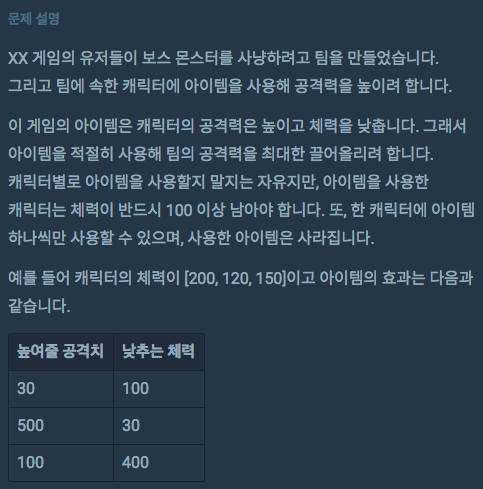 문제 설명
XX 게임의 유저들이 보스 몬스터를 사냥하려고 팀을 만들었습니다.
그리고 팀에 속한 캐릭터에 아이템을 사용해 공격력을 높이려 합니다.
이 게임의 아이템은 캐릭터의 공격력은 높이고 체력을 낮춥니다. 그래서
아이템을 적절히 사용해 팀의 공격력을 최대한 끌어올리려 합니다.
캐릭터별로 아이템을 사용할지 말지는 자유지만, 아이템을 사용한
캐릭터는 체력이 반드시 100 이상 남아야 합니다. 또, 한 캐릭터에 아이템
하나씩만 사용할 수 있으며, 사용한 아이템은 사라집니다.
예를 들어 캐릭터의 체력이 [200, 120, 150]이고 아이템의 효과는 다음과
같습니다.
높여줄 공격치 낮추는 체력
30 100
500 30
100 400